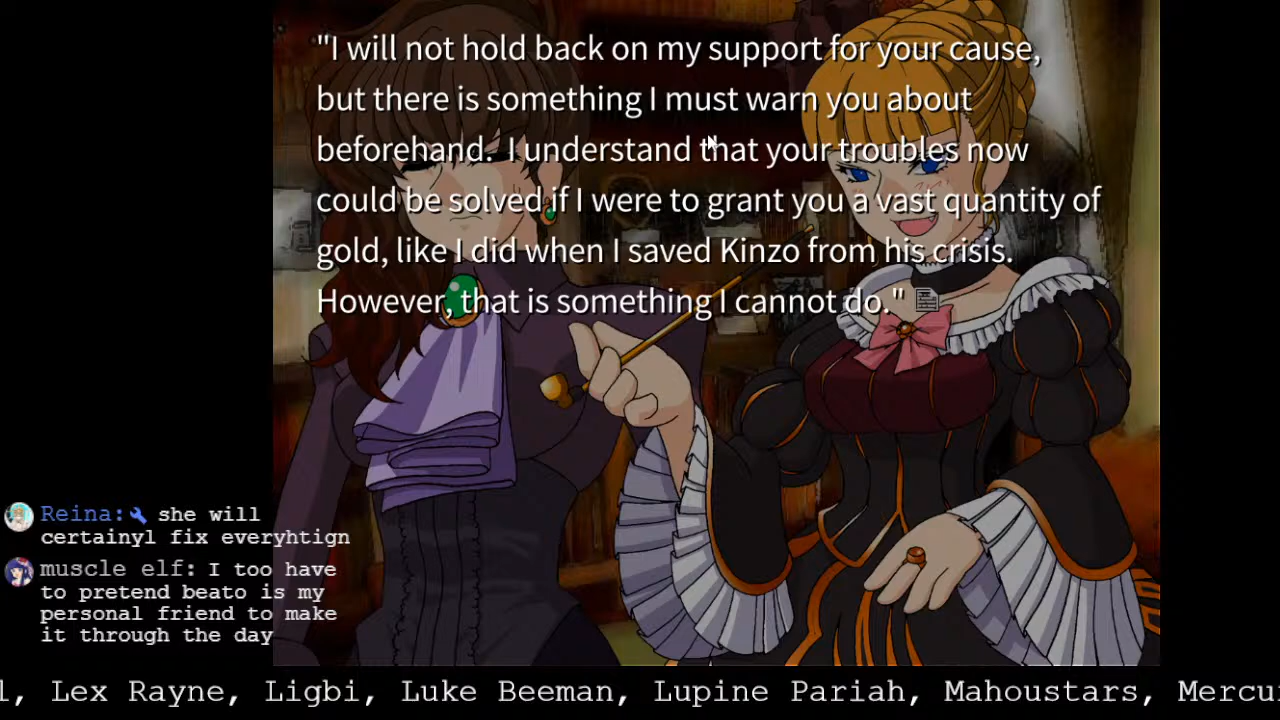 "I will not hold back on my support for your cause,
but there is something I must warn you about
beforehand.  I understand that your troubles now
could be solved if I were to grant you a vast quantity of
gold, like I did when I saved Kinzo from his crisis.
However, that is something I cannot do."
Reina: she will
certainyl fix everyhtign
muscle elf: I too have
to pretend beato is my
personal friend to make
it through the day
l, Lex Rayne, Ligbi, Luke Beeman, Lupine Pariah, Mahoustars, Mercu